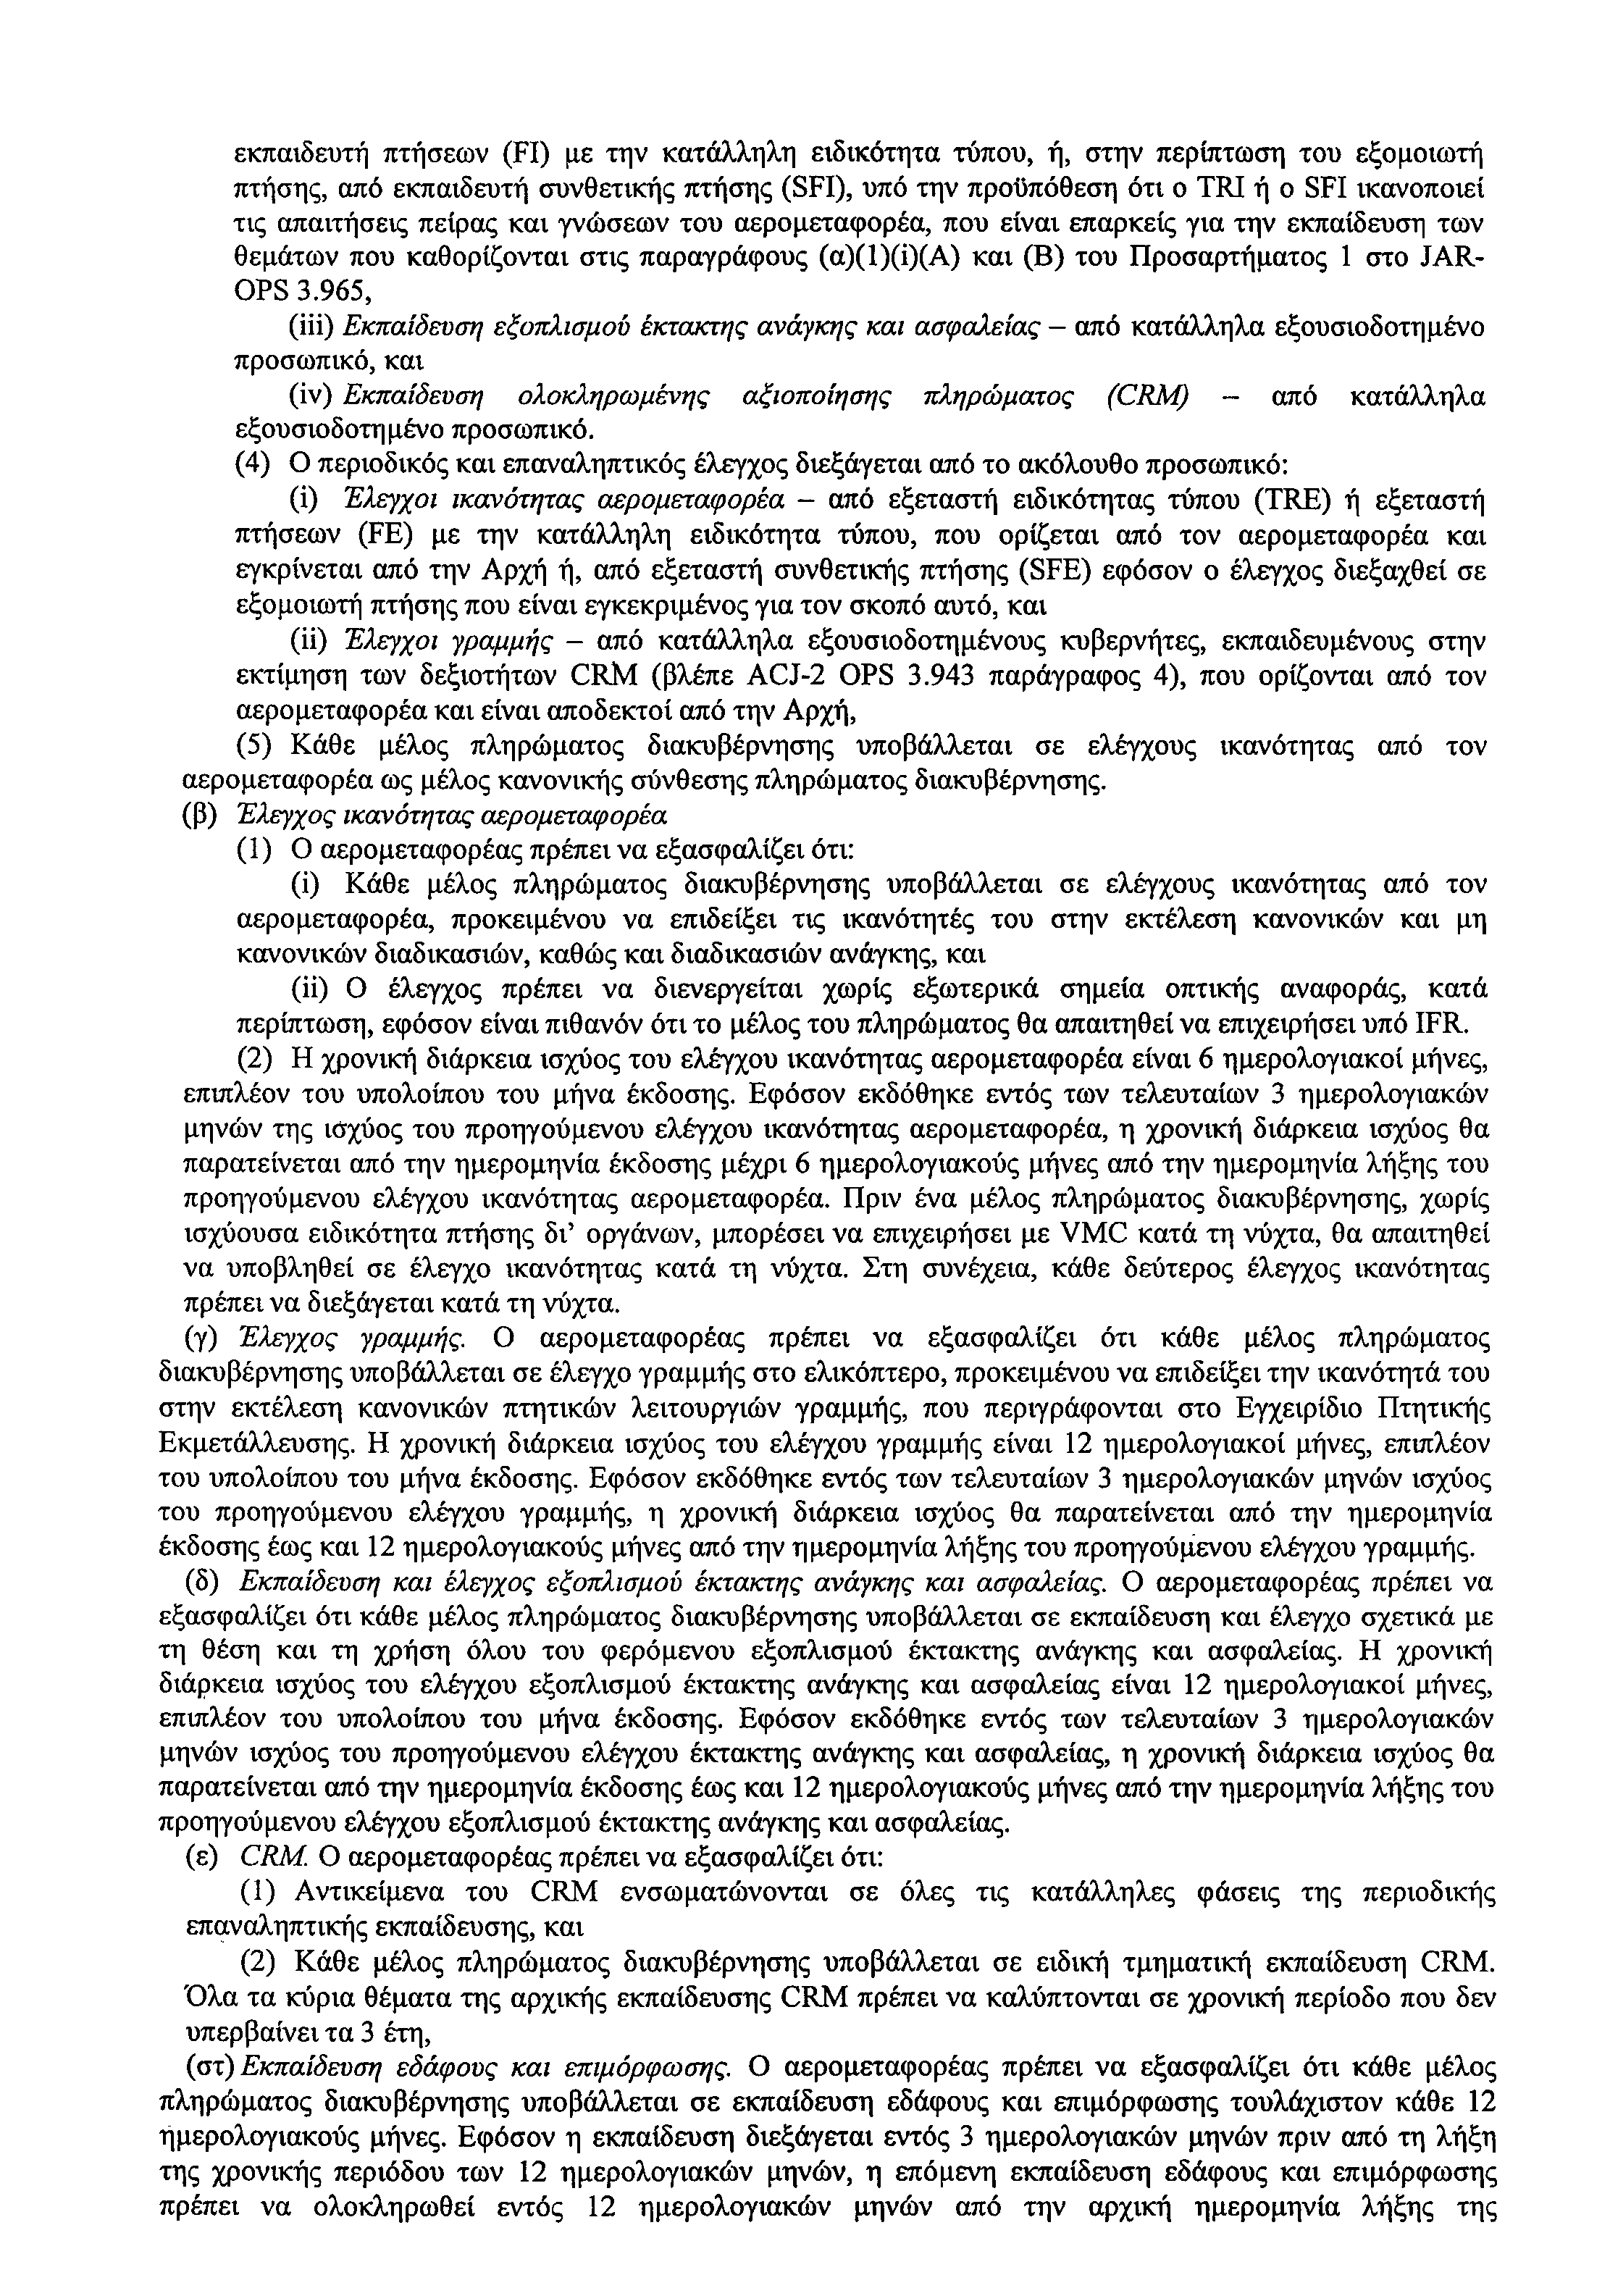 εκπαιδευτή πτήσεων (FI) με την κατάλληλη ειδικότητα τύπου, ή, στην περίπτωση του εξομοιωτή
πτήσης, από εκπαιδευτή συνθετικής πτήσης (SFI), υπό την προϋπόθεση ότι ο TRI ή ο SFI ικανοποιεί
τις απαιτήσεις πείρας και γνώσεων του αερομεταφορέα, που είναι επαρκείς για την εκπαίδευση των
θεμάτων που καθορίζονται στις παραγράφους (α)(1)(i)(A) και (B) του Προσαρτήματος 1 στο JAR-
OPS 3.965,
(iii) Εκπαίδευση εξοπλισμού έκτακτης ανάγκης και ασφαλείας – από κατάλληλα εξουσιοδοτημένο
προσωπικό, και
(iv) Εκπαίδευση ολοκληρωμένης αξιοποίησης πληρώματος (CRM) – από κατάλληλα
εξουσιοδοτημένο προσωπικό.
(4) Ο περιοδικός και επαναληπτικός έλεγχος διεξάγεται από το ακόλουθο προσωπικό:
(i) Έλεγχοι ικανότητας αερομεταφορέα – από εξεταστή ειδικότητας τύπου (TRE) ή εξεταστή
πτήσεων (FE) με την κατάλληλη ειδικότητα τύπου, που ορίζεται από τον αερομεταφορέα και
εγκρίνεται από την Αρχή ή, από εξεταστή συνθετικής πτήσης (SFE) εφόσον ο έλεγχος διεξαχθεί σε
εξομοιωτή πτήσης που είναι εγκεκριμένος για τον σκοπό αυτό, και
(ii) Έλεγχοι γραμμής – από κατάλληλα εξουσιοδοτημένους κυβερνήτες, εκπαιδευμένους στην
εκτίμηση των δεξιοτήτων CRM (βλέπε ACJ-2 OPS 3.943 παράγραφος 4), που ορίζονται από τον
αερομεταφορέα και είναι αποδεκτοί από την Αρχή,
(5) Κάθε μέλος πληρώματος διακυβέρνησης υποβάλλεται σε ελέγχους ικανότητας από τον
αερομεταφορέα ως μέλος κανονικής σύνθεσης πληρώματος διακυβέρνησης.
(β) Έλεγχος ικανότητας αερομεταφορέα
(1) Ο αερομεταφορέας πρέπει να εξασφαλίζει ότι:
(i) Κάθε μέλος πληρώματος διακυβέρνησης υποβάλλεται σε ελέγχους ικανότητας από τον
αερομεταφορέα, προκειμένου να επιδείξει τις ικανότητές του στην εκτέλεση κανονικών και μη
κανονικών διαδικασιών, καθώς και διαδικασιών ανάγκης, και
(ii) Ο έλεγχος πρέπει να διενεργείται χωρίς εξωτερικά σημεία οπτικής αναφοράς, κατά
περίπτωση, εφόσον είναι πιθανόν ότι το μέλος του πληρώματος θα απαιτηθεί να επιχειρήσει υπό IFR.
(2) Η χρονική διάρκεια ισχύος του ελέγχου ικανότητας αερομεταφορέα είναι 6 ημερολογιακοί μήνες,
επιπλέον του υπολοίπου του μήνα έκδοσης. Εφόσον εκδόθηκε εντός των τελευταίων 3 ημερολογιακών
μηνών της ισχύος του προηγούμενου ελέγχου ικανότητας αερομεταφορέα, η χρονική διάρκεια ισχύος θα
παρατείνεται από την ημερομηνία έκδοσης μέχρι 6 ημερολογιακούς μήνες από την ημερομηνία λήξης του
προηγούμενου ελέγχου ικανότητας αερομεταφορέα. Πριν ένα μέλος πληρώματος διακυβέρνησης, χωρίς
ισχύουσα ειδικότητα πτήσης δι’ οργάνων, μπορέσει να επιχειρήσει με VMC κατά τη νύχτα, θα απαιτηθεί
να υποβληθεί σε έλεγχο ικανότητας κατά τη νύχτα. Στη συνέχεια, κάθε δεύτερος έλεγχος ικανότητας
πρέπει να διεξάγεται κατά τη νύχτα.
(γ) Έλεγχος γραμμής. Ο αερομεταφορέας πρέπει να εξασφαλίζει ότι κάθε μέλος πληρώματος
διακυβέρνησης υποβάλλεται σε έλεγχο γραμμής στο ελικόπτερο, προκειμένου να επιδείξει την ικανότητά του
στην εκτέλεση κανονικών πτητικών λειτουργιών γραμμής, που περιγράφονται στο Εγχειρίδιο Πτητικής
Εκμετάλλευσης. Η χρονική διάρκεια ισχύος του ελέγχου γραμμής είναι 12 ημερολογιακοί μήνες, επιπλέον
του υπολοίπου του μήνα έκδοσης. Εφόσον εκδόθηκε εντός των τελευταίων 3 ημερολογιακών μηνών ισχύος
του προηγούμενου ελέγχου γραμμής, η χρονική διάρκεια ισχύος θα παρατείνεται από την ημερομηνία
έκδοσης έως και 12 ημερολογιακούς μήνες από την ημερομηνία λήξης του προηγούμενου ελέγχου γραμμής.
(δ) Εκπαίδευση και έλεγχος εξοπλισμού έκτακτης ανάγκης και ασφαλείας. Ο αερομεταφορέας πρέπει να
εξασφαλίζει ότι κάθε μέλος πληρώματος διακυβέρνησης υποβάλλεται σε εκπαίδευση και έλεγχο σχετικά με
τη θέση και τη χρήση όλου του φερόμενου εξοπλισμού έκτακτης ανάγκης και ασφαλείας. Η χρονική
διάρκεια ισχύος του ελέγχου εξοπλισμού έκτακτης ανάγκης και ασφαλείας είναι 12 ημερολογιακοί μήνες,
επιπλέον του υπολοίπου του μήνα έκδοσης. Εφόσον εκδόθηκε εντός των τελευταίων 3 ημερολογιακών
μηνών ισχύος του προηγούμενου ελέγχου έκτακτης ανάγκης και ασφαλείας, η χρονική διάρκεια ισχύος θα
παρατείνεται από την ημερομηνία έκδοσης έως και 12 ημερολογιακούς μήνες από την ημερομηνία λήξης του
προηγούμενου ελέγχου εξοπλισμού έκτακτης ανάγκης και ασφαλείας.
(ε) CRM. Ο αερομεταφορέας πρέπει να εξασφαλίζει ότι:
(1) Αντικείμενα του CRM ενσωματώνονται σε όλες τις κατάλληλες φάσεις της περιοδικής
επαναληπτικής εκπαίδευσης, και
(2) Κάθε μέλος πληρώματος διακυβέρνησης υποβάλλεται σε ειδική τμηματική εκπαίδευση CRM.
Όλα τα κύρια θέματα της αρχικής εκπαίδευσης CRM πρέπει να καλύπτονται σε χρονική περίοδο που δεν
υπερβαίνει τα 3 έτη,
(στ) Εκπαίδευση εδάφους και επιμόρφωσης. Ο αερομεταφορέας πρέπει να εξασφαλίζει ότι κάθε μέλος
πληρώματος διακυβέρνησης υποβάλλεται σε εκπαίδευση εδάφους και επιμόρφωσης τουλάχιστον κάθε 12
ημερολογιακούς μήνες. Εφόσον η εκπαίδευση διεξάγεται εντός 3 ημερολογιακών μηνών πριν από τη λήξη
της χρονικής περιόδου των 12 ημερολογιακών μηνών, η επόμενη εκπαίδευση εδάφους και επιμόρφωσης
πρέπει να ολοκληρωθεί εντός 12 ημερολογιακών μηνών από την αρχική ημερομηνία λήξης της